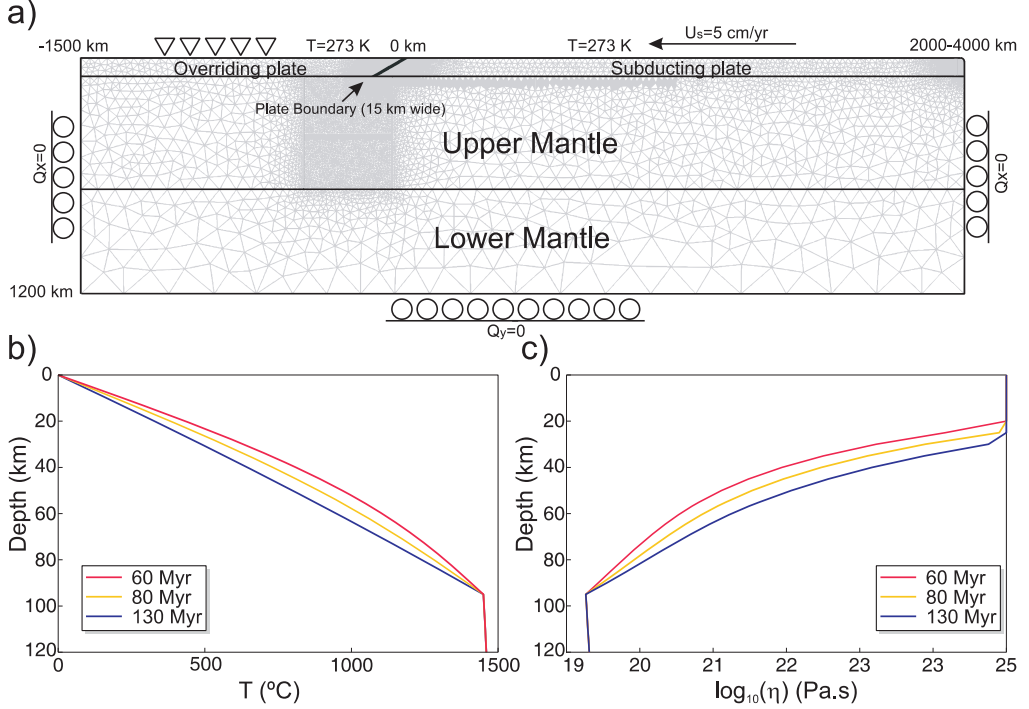 a)
-1500 km
T=273 K
0 km
T=273 K
Us=5 cm/yr
2000-4000 km
Overriding plate
Subducting plate
Plate Boundary (15 km wide)
Upper Mantle
Qx=0
Qx=0
Lower Mantle
1200 km
Qy=0
b)
0
20
40
60
80
100
120
Depth (km)
60 Myr
80 Myr
130 Myr
0
500
1000
1500
T (ºC)
c)
0
20
40
60
80
100
120
Depth (km)
60 Myr
80 Myr
130 Myr
19
20
21
22
23
23
25
log₁₀(η) (Pa.s)